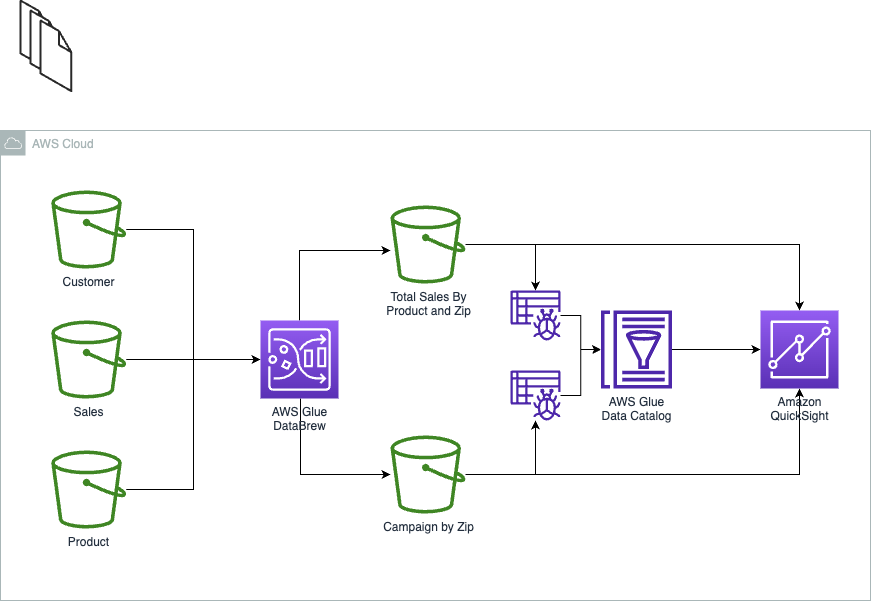 AWS Cloud
Customer
Sales
Product
AWS Glue
DataBrew
Total Sales By
Product and Zip
Campaign by Zip
AWS Glue
Data Catalog
Amazon
QuickSight